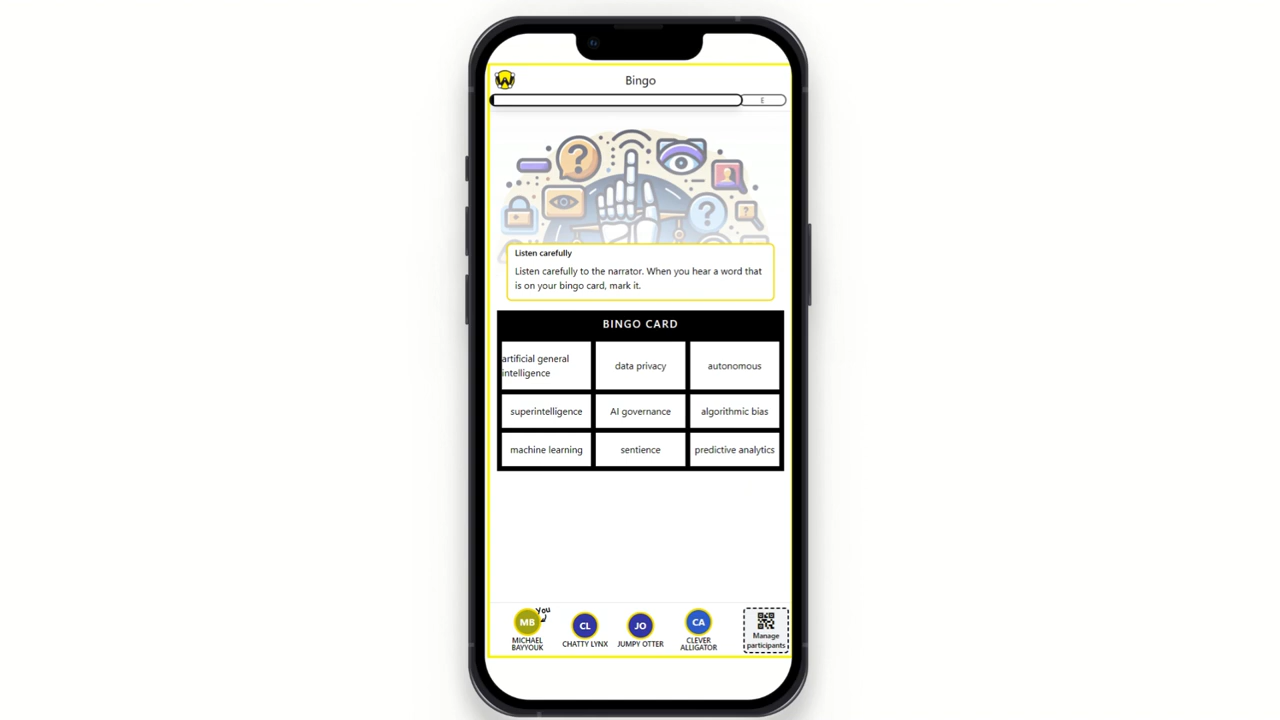 Bingo
Listen carefully
Listen carefully to the narrator. When you hear a word that
is on your bingo card, mark it.
BINGO CARD
artificial general
intelligence
data privacy
autonomous
superintelligence
AI governance
algorithmic bias
machine learning
sentience
predictive analytics
You
MB
MICHAEL
BAYYOUK
CL
CHATTY LYNX
JO
JUMPY OTTER
CA
CLEVER
ALLIGATOR
Manage
participants